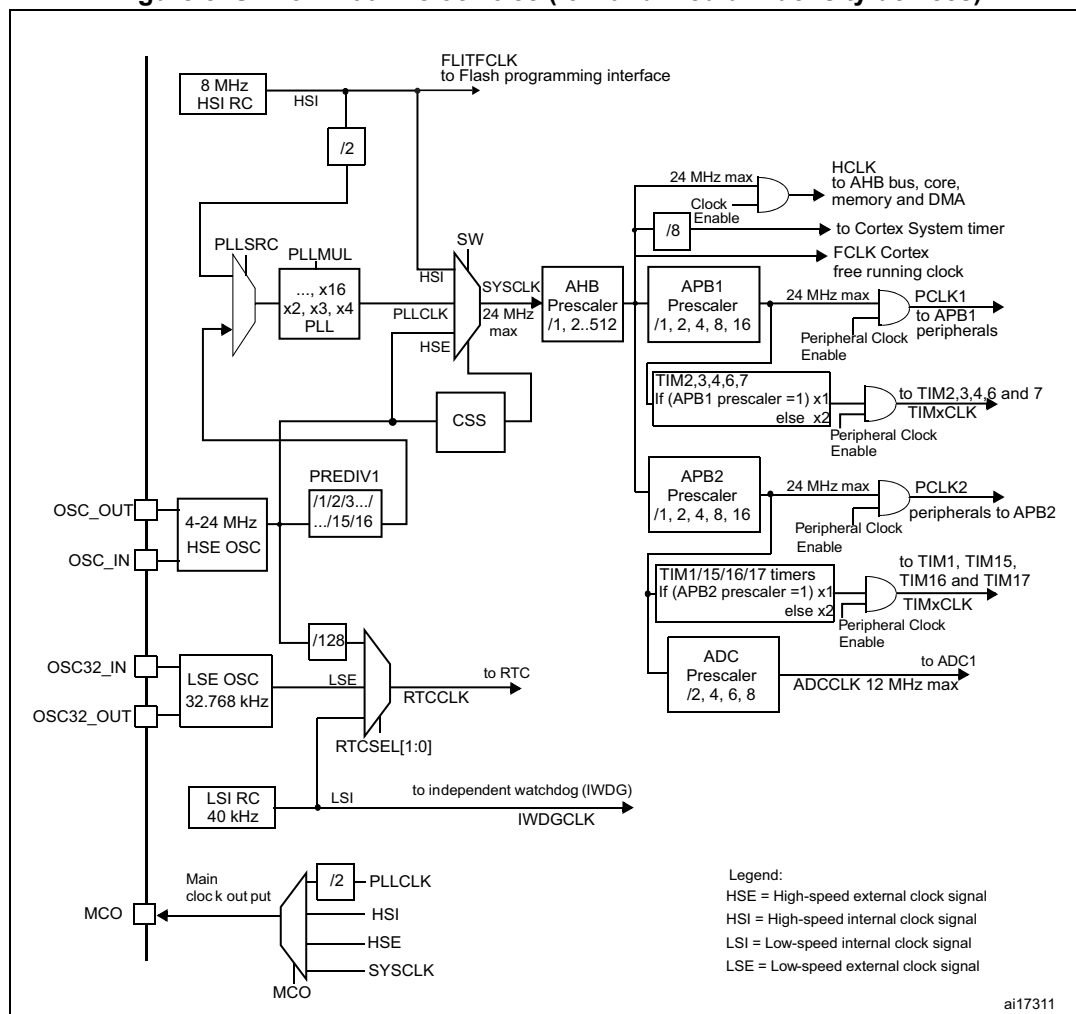 FLITFCLK
to Flash programming interface
8 MHz
HSI RC
HSI
/2
HCLK
to AHB bus, core,
memory and DMA
24 MHz max
Clock
Enable
/8
to Cortex System timer
FCLK Cortex
free running clock
PLLSRC
PLLMUL
..., x16
x2, x3, x4
PLL
SW
HSI
PLLCLK
HSE
SYSCLK
24 MHz
max
AHB
Prescaler
/1, 2..512
APB1
Prescaler
/1, 2, 4, 8, 16
24 MHz max
PCLK1
to APB1
peripherals
Peripheral Clock
Enable
TIM2,3,4,6,7
If (APB1 prescaler =1) x1
else x2
to TIM2,3,4,6 and 7
TIMxCLK
Peripheral Clock
Enable
CSS
PREDIV1
/1/2/3.../
.../15/16
OSC_OUT
OSC_IN
4-24 MHz
HSE OSC
APB2
Prescaler
/1, 2, 4, 8, 16
24 MHz max
PCLK2
peripherals to APB2
Peripheral Clock
Enable
TIM1/15/16/17 timers
If (APB2 prescaler =1) x1
else x2
to TIM1, TIM15,
TIM16 and TIM17
TIMxCLK
Peripheral Clock
Enable
ADC
Prescaler
/2, 4, 6, 8
to ADC1
ADCCLK 12 MHz max
/128
OSC32_IN
OSC32_OUT
LSE OSC
32.768 kHz
LSE
to RTC
RTCCLK
RTCSEL[1:0]
LSI RC
40 kHz
LSI
to independent watchdog (IWDG)
IWDGCLK
Main
clock output
MCO
/2
PLLCLK
HSI
HSE
SYSCLK
MCO
Legend:
HSE = High-speed external clock signal
HSI = High-speed internal clock signal
LSI = Low-speed internal clock signal
LSE = Low-speed external clock signal
ai17311